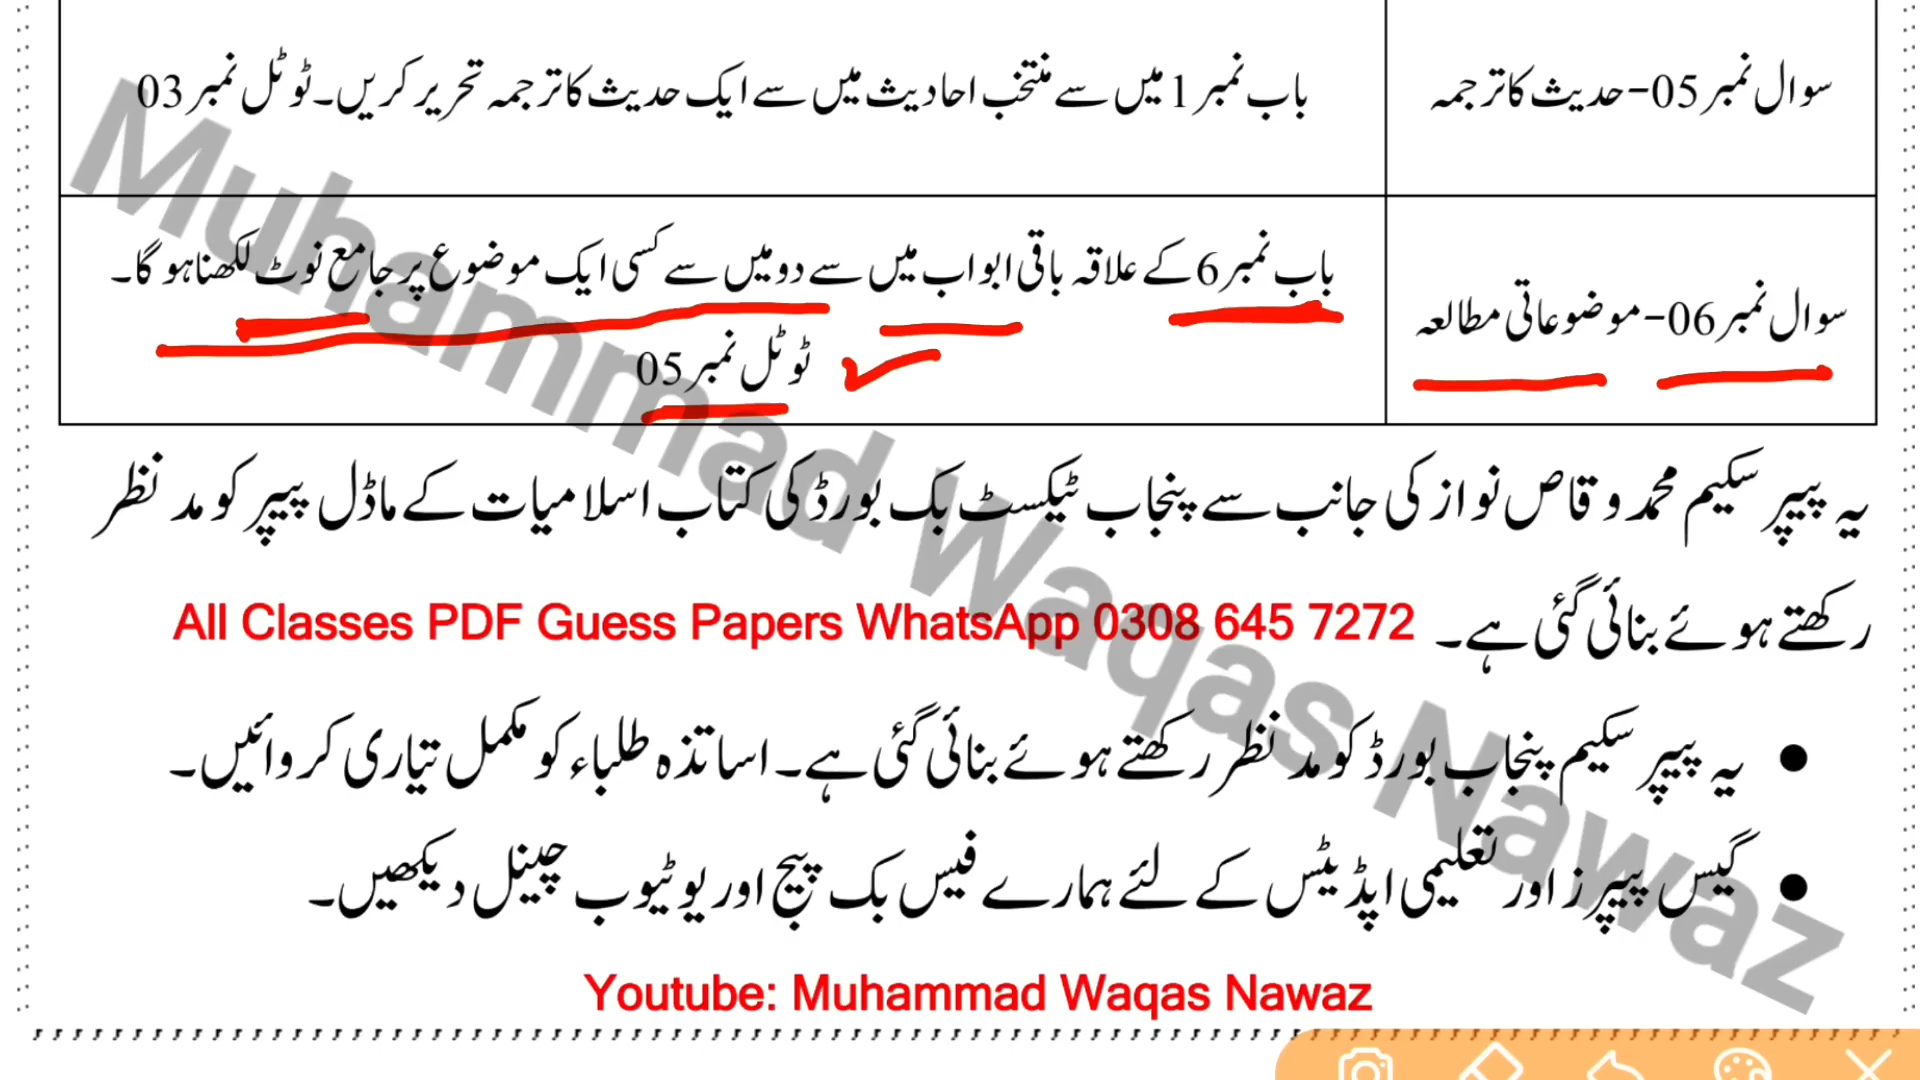 سوال نمبر 05-حدیث کا ترجمہ
باب نمبر 1 میں سے منتخب احادیث میں سے ایک حدیث کا ترجمہ تحریر کریں۔ ٹوٹل نمبر 03
سوال نمبر 06-موضوعاتی مطالعہ
باب نمبر 6 کے علاقہ باقی ابواب میں سے دو میں سے کسی ایک موضوع پر جامع نوٹ لکھنا ہو گا۔
ٹوٹل نمبر 05
یہ پیپر سکیم محمد وقاص نواز کی جانب سے پنجاب ٹیکسٹ بک بورڈ کی کتاب اسلامیات کے ماڈل پیپر کو مد نظر
رکھتے ہوئے بنائی گئی ہے۔ All Classes PDF Guess Papers WhatsApp 0308 645 7272
• یہ پیپر سکیم پنجاب بورڈ کو مد نظر رکھتے ہوئے بنائی گئی ہے۔ اساتذہ طلباء کو مکمل تیاری کروائیں۔
• گیس پیپرز اور تعلیمی اپڈیٹس کے لئے ہمارے فیس بک پیج اور یوٹیوب چینل دیکھیں۔
Youtube: Muhammad Waqas Nawaz
Muhammad Waqas Nawaz